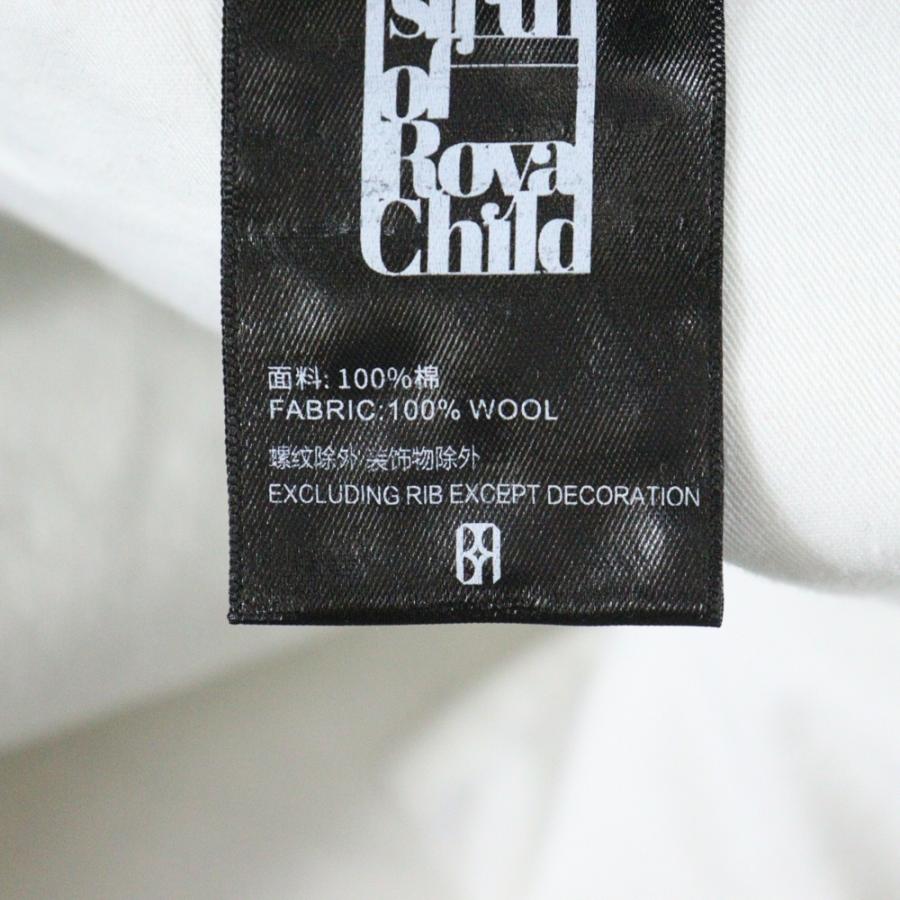 of
Roya
Child
面料: 100%棉
FABRIC:100% WOOL
螺纹除外/装饰物除外
EXCLUDING RIB EXCEPT DECORATION